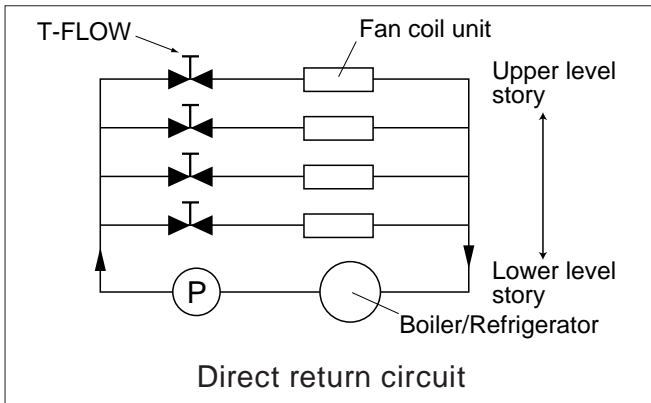 T-FLOW
Fan coil unit
Upper level
story
Lower level
story
P
Boiler/Refrigerator
Direct return circuit